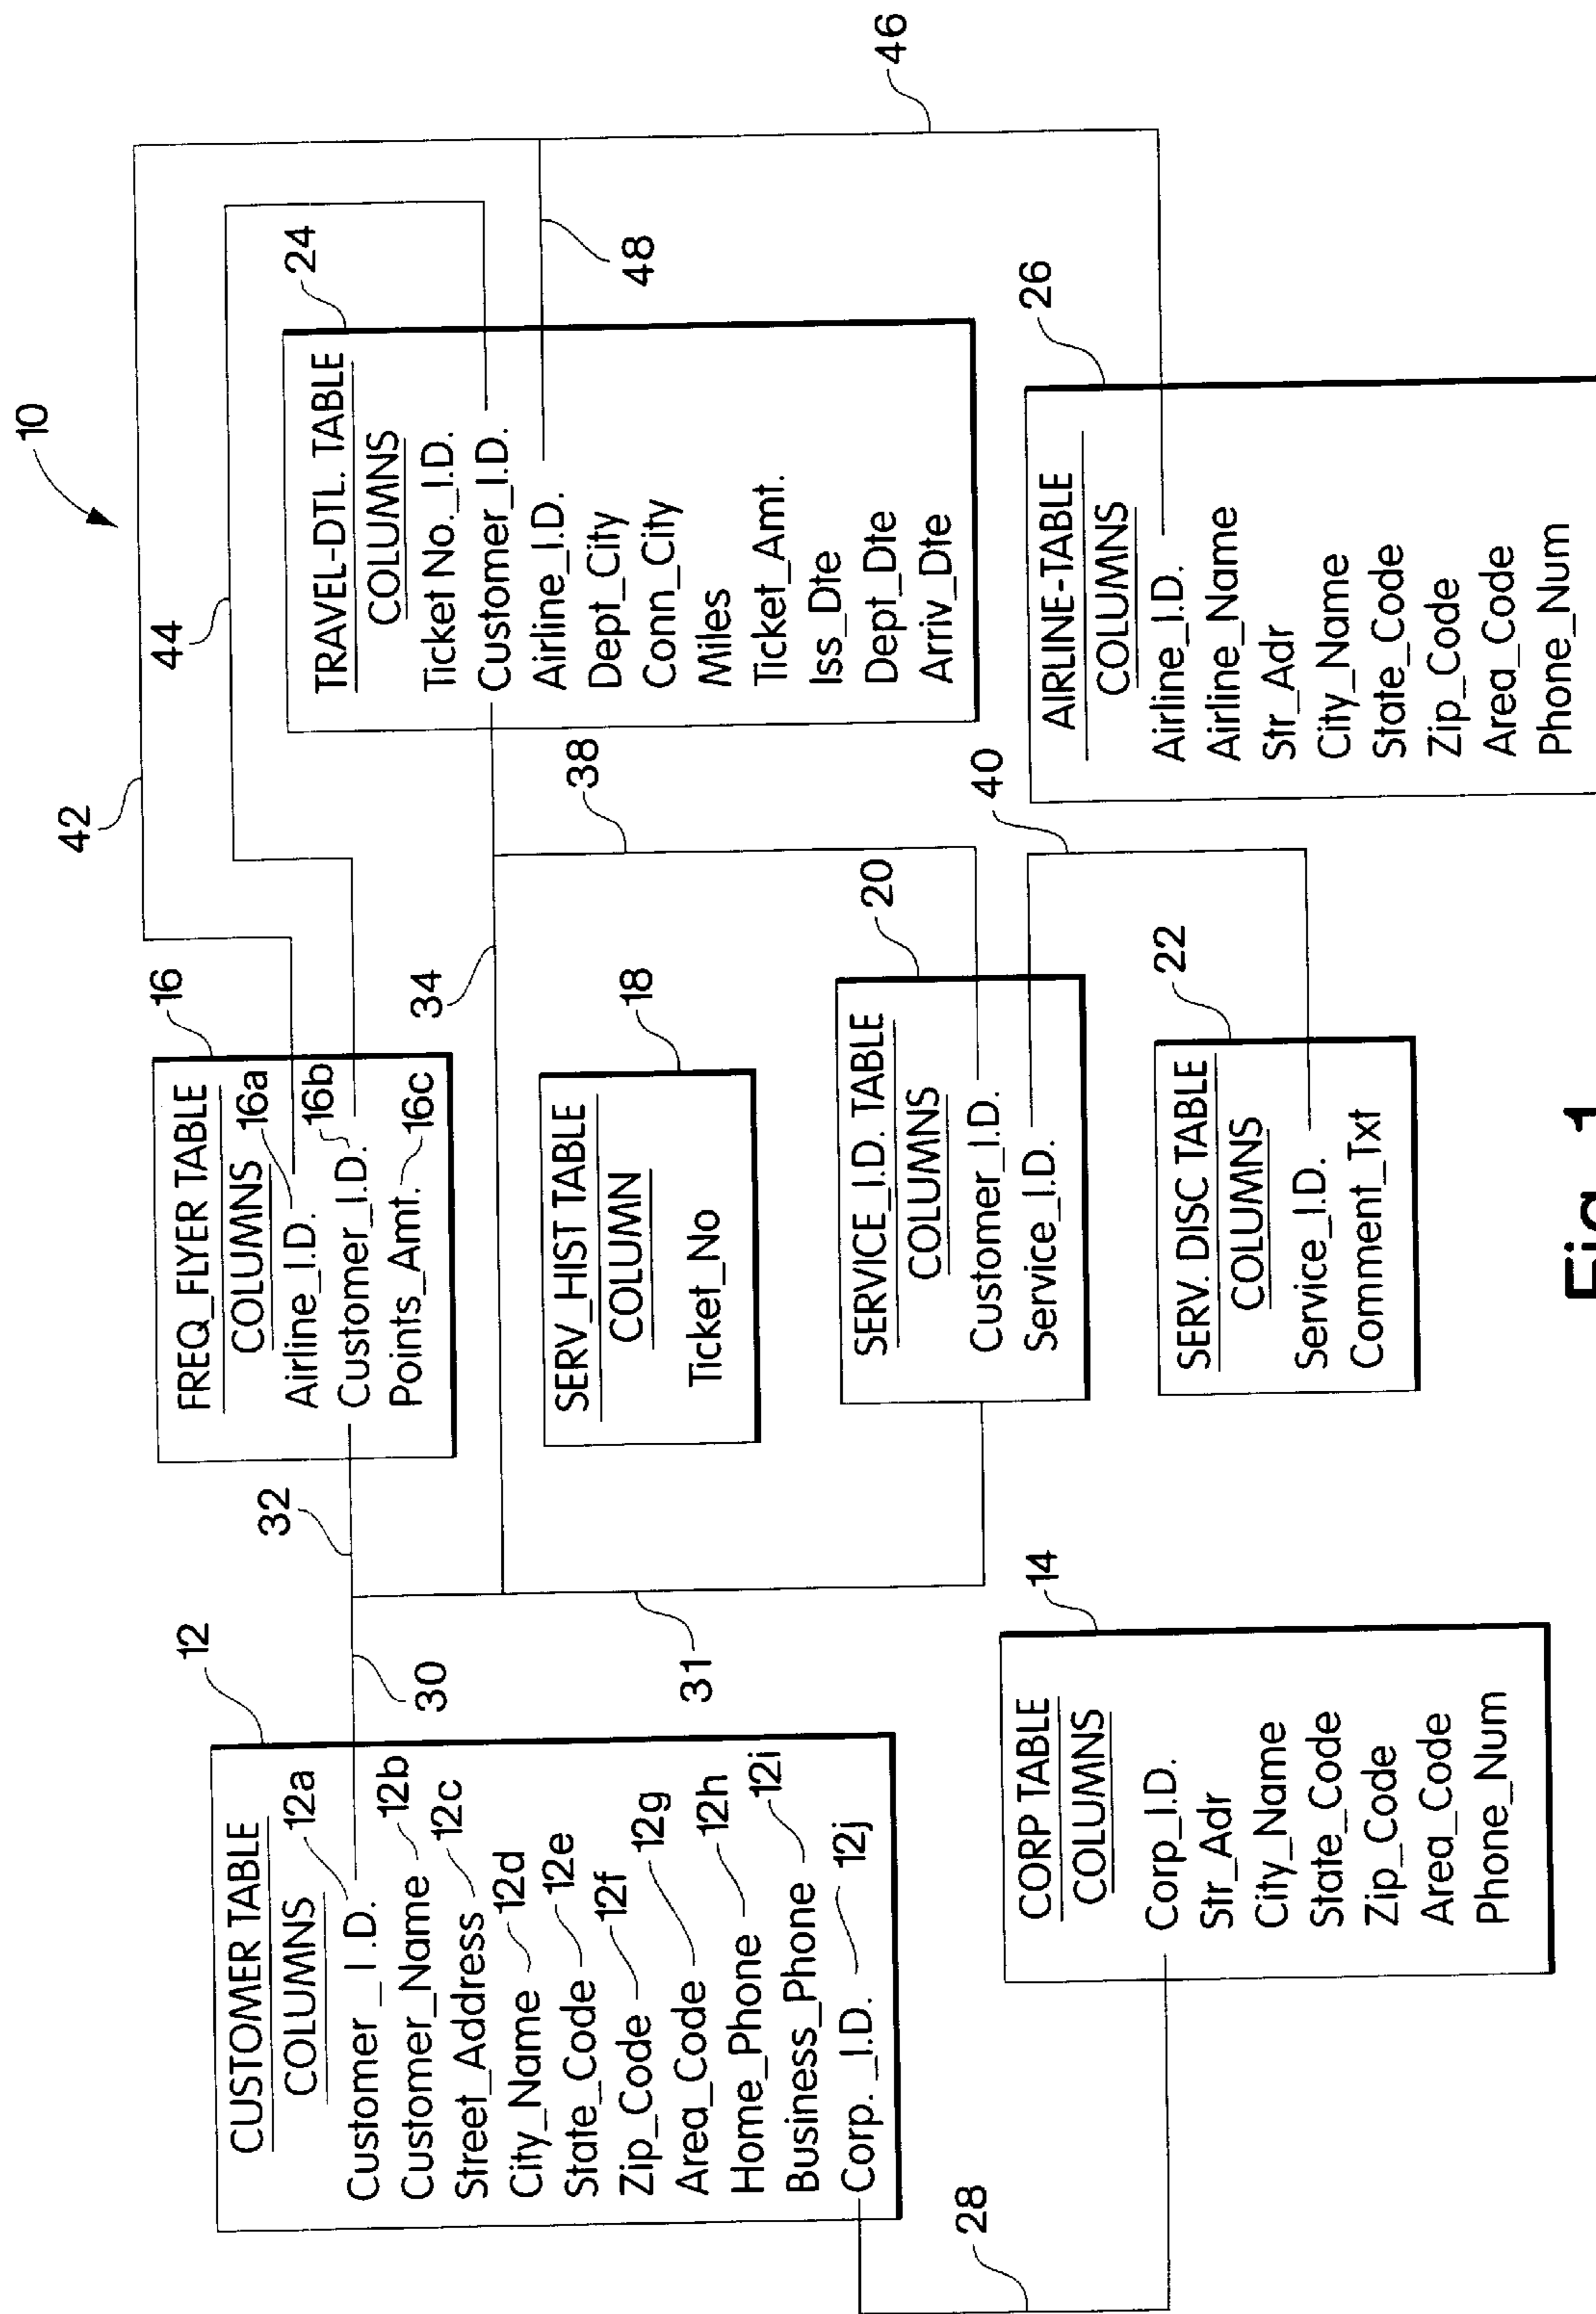 10
42
44
12
CUSTOMER TABLE
COLUMNS
Customer _I.D. 12a
Customer_Name 12b
Street_Address 12c
City_Name 12d
State_Code 12e
Zip_Code 12f
Area_Code 12g
Home_Phone 12h
Business_Phone 12i
Corp. _I.D. 12j
28
30
32
31
14
CORP TABLE
COLUMNS
Corp_I.D.
Str_Adr
City_Name
State_Code
Zip_Code
Area_Code
Phone_Num
16
FREQ_FLYER TABLE
COLUMNS 16a
Airline_I.D.
Customer_I.D. 16b
Points_Amt. 16c
34
18
SERV_HIST TABLE
COLUMN
Ticket_No
38
20
SERVICE_I.D. TABLE
COLUMNS
Customer_I.D.
Service_I.D.
40
22
SERV. DISC TABLE
COLUMNS
Service_I.D.
Comment_Txt
24
TRAVEL-DTL. TABLE
COLUMNS
Ticket No._I.D.
Customer_I.D.
Airline_I.D.
Dept_City
Conn_City
Miles
Ticket_Amt.
Iss_Dte
Dept_Dte
Arriv_Dte
48
46
26
AIRLINE-TABLE
COLUMNS
Airline_I.D.
Airline_Name
Str_Adr
City_Name
State_Code
Zip_Code
Area_Code
Phone_Num
Fig. 1